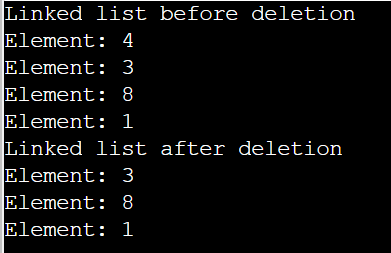 Linked list before deletion
Element: 4
Element: 3
Element: 8
Element: 1
Linked list after deletion
Element: 3
Element: 8
Element: 1